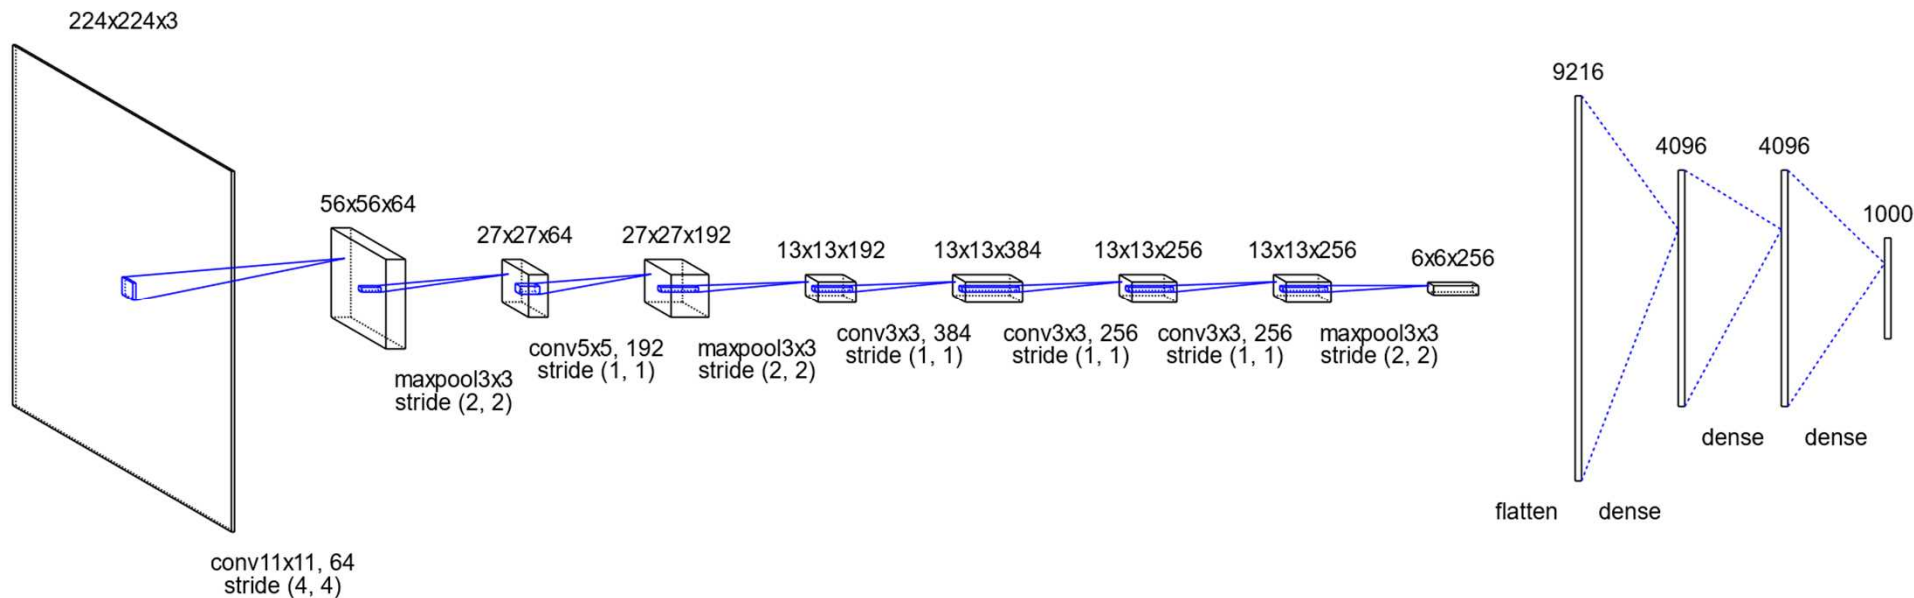 224x224x3
conv11x11, 64
stride (4, 4)
56x56x64
maxpool3x3
stride (2, 2)
27x27x64
conv5x5, 192
stride (1, 1)
27x27x192
maxpool3x3
stride (2, 2)
13x13x192
conv3x3, 384
stride (1, 1)
13x13x384
conv3x3, 256
stride (1, 1)
13x13x256
conv3x3, 256
stride (1, 1)
13x13x256
maxpool3x3
stride (2, 2)
6x6x256
flatten
9216
dense
4096
dense
4096
dense
1000